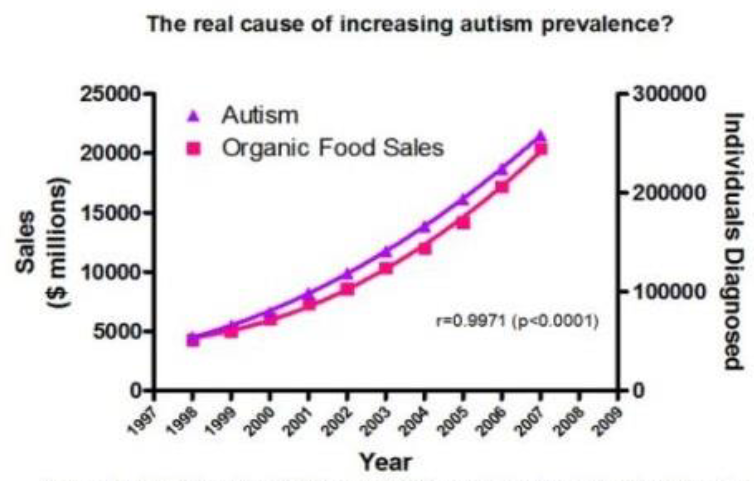 The real cause of increasing autism prevalence?
25000
20000
15000
10000
5000
0
Sales
($ millions)
Autism
Organic Food Sales
r=0.9971 (p<0.0001)
300000
200000
100000
0
Individuals Diagnosed
1997
1998
1999
2000
2001
2002
2003
2004
2005
2006
2007
2008
2009
Year